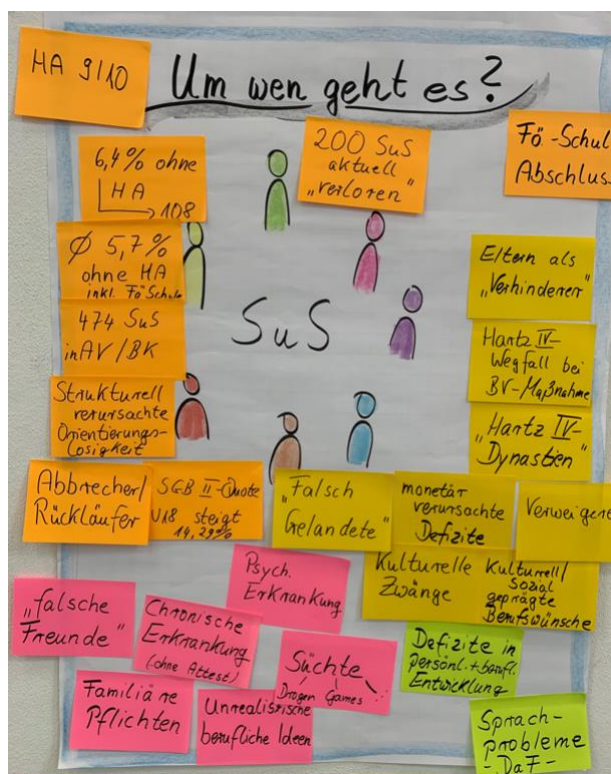 HA 9/10
Um wen geht es?
6,4% ohne
HA
108
200 SuS
aktuell
„verloren"
Fö.-Schul
Abschlus-
Ø 5,7%
ohne HA
inkl. FöSchule
474 SuS
in AV/BK
Strukturell
verursachte
Orientierungs-
losigkeit
SuS
Eltern als
„Verhinderer"
Hartz IV-
Wegfall bei
BV-Maßnahme
„Hartz IV-
Dynastien"
Abbrecher/
Rückläufer
SGB II-Quote
U18 steigt
14,29%
„Falsch
Gelandete"
monetär
verursachte
Defizite
Verweigere
Kulturelle
Zwänge
Kulturell/
Sozial
geprägte
Berufswünsche
„falsche
Freunde"
Chronische
Erkrankung
(ohne Attest)
Psych.
Erkrankung
Süchte
Drogen Games
Defizite in
persönl.+berufl.
Entwicklung
Familiäre
Pflichten
Unrealistische
berufliche Ideen
Sprach-
probleme
- DaF -